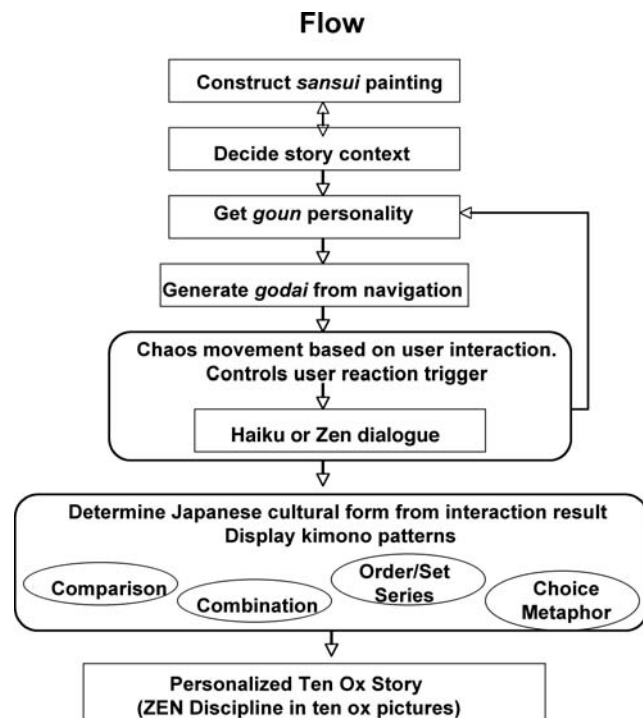 Flow
Construct sansui painting
Decide story context
Get goun personality
Generate godai from navigation
Chaos movement based on user interaction.
Controls user reaction trigger
Haiku or Zen dialogue
Determine Japanese cultural form from interaction result
Display kimono patterns
Comparison
Combination
Order/Set
Series
Choice
Metaphor
Personalized Ten Ox Story
(ZEN Discipline in ten ox pictures)